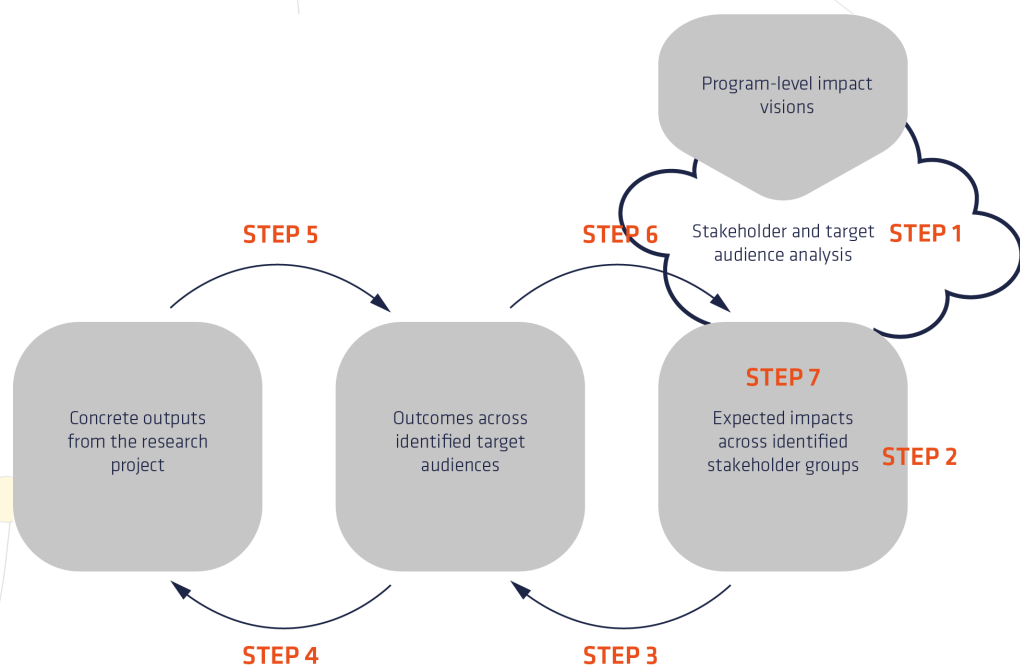 Program-level impact
visions
Stakeholder and target
audience analysis
STEP 1
STEP 5
STEP 6
Concrete outputs
from the research
project
Outcomes across
identified target
audiences
STEP 7
Expected impacts
across identified
stakeholder groups
STEP 2
STEP 4
STEP 3